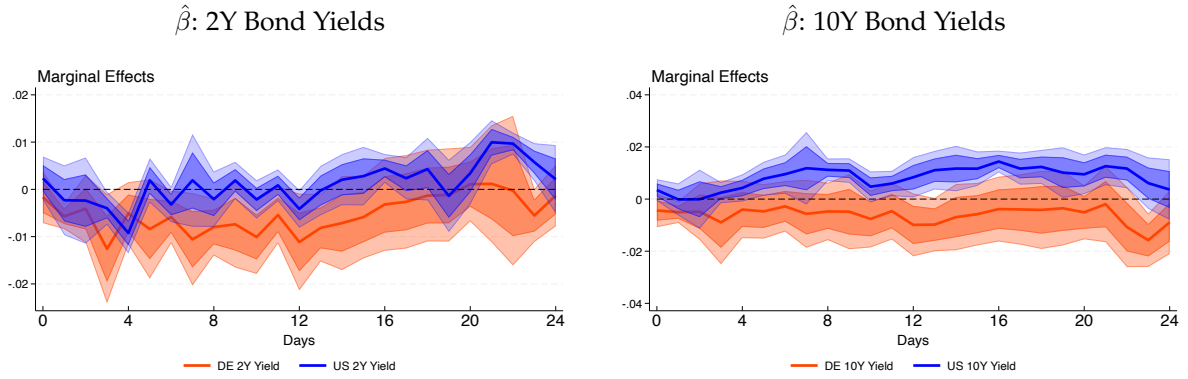 β̂: 2Y Bond Yields
Marginal Effects
.02
.01
0
-.01
-.02
0 4 8 12 16 20 24
Days
DE 2Y Yield US 2Y Yield
β̂: 10Y Bond Yields
Marginal Effects
.04
.02
0
-.02
-.04
0 4 8 12 16 20 24
Days
DE 10Y Yield US 10Y Yield